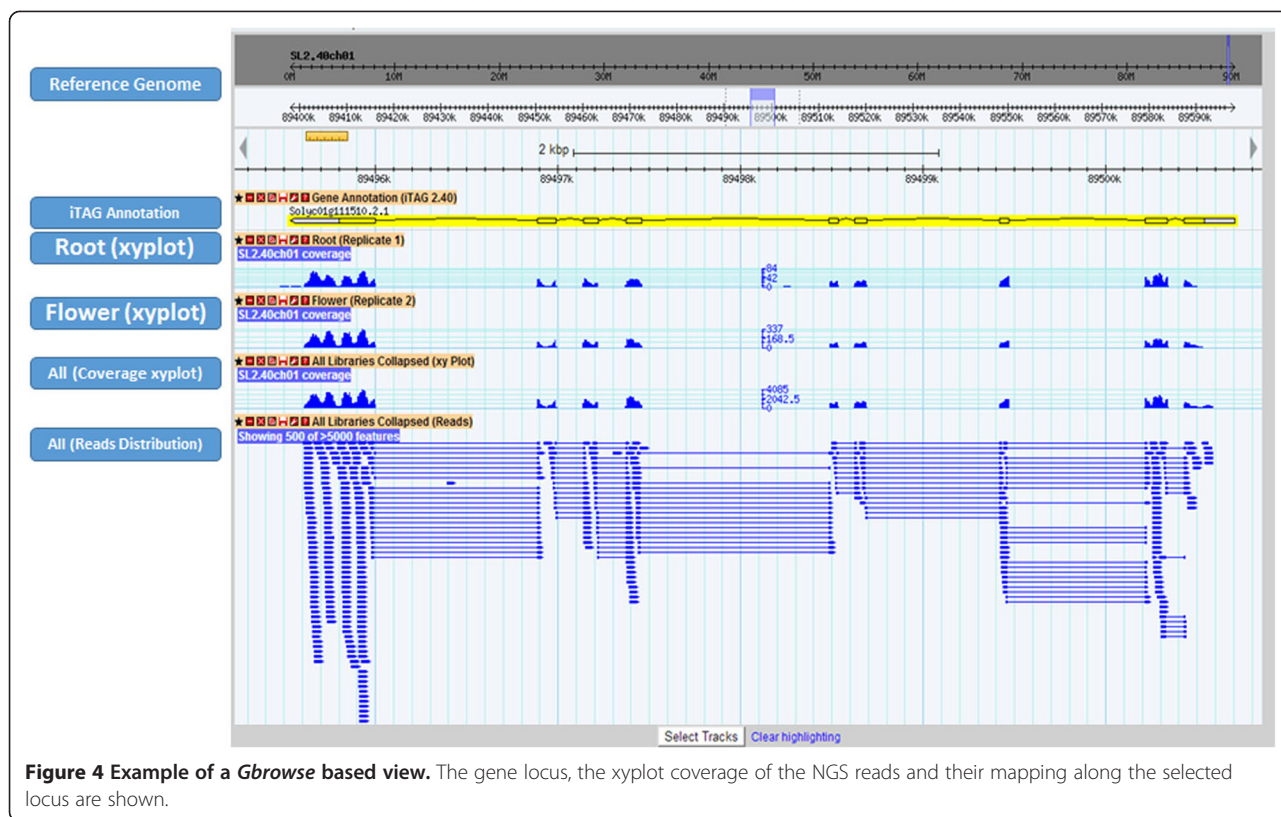 SL2.40ch01
0M 10M 20M 30M 40M 50M 60M 70M 80M 90M
Reference Genome
89400k 89410k 89420k 89430k 89440k 89450k 89460k 89470k 89480k 89490k 89500k 89510k 89520k 89530k 89540k 89550k 89560k 89570k 89580k 89590k
2 kbp
89496k 89497k 89498k 89499k 89500k
iTAG Annotation
Gene Annotation (iTAG 2.40)
Solyc01g111510.2.1
Root (xyplot)
Root (Replicate 1)
SL2.40ch01 coverage
84
42
0
Flower (xyplot)
Flower (Replicate 2)
SL2.40ch01 coverage
337
168.5
0
All (Coverage xyplot)
All Libraries Collapsed (xy Plot)
SL2.40ch01 coverage
4085
2042.5
0
All (Reads Distribution)
All Libraries Collapsed (Reads)
Showing 500 of >5000 features
Select Tracks Clear highlighting
Figure 4 Example of a Gbrowse based view. The gene locus, the xyplot coverage of the NGS reads and their mapping along the selected
locus are shown.